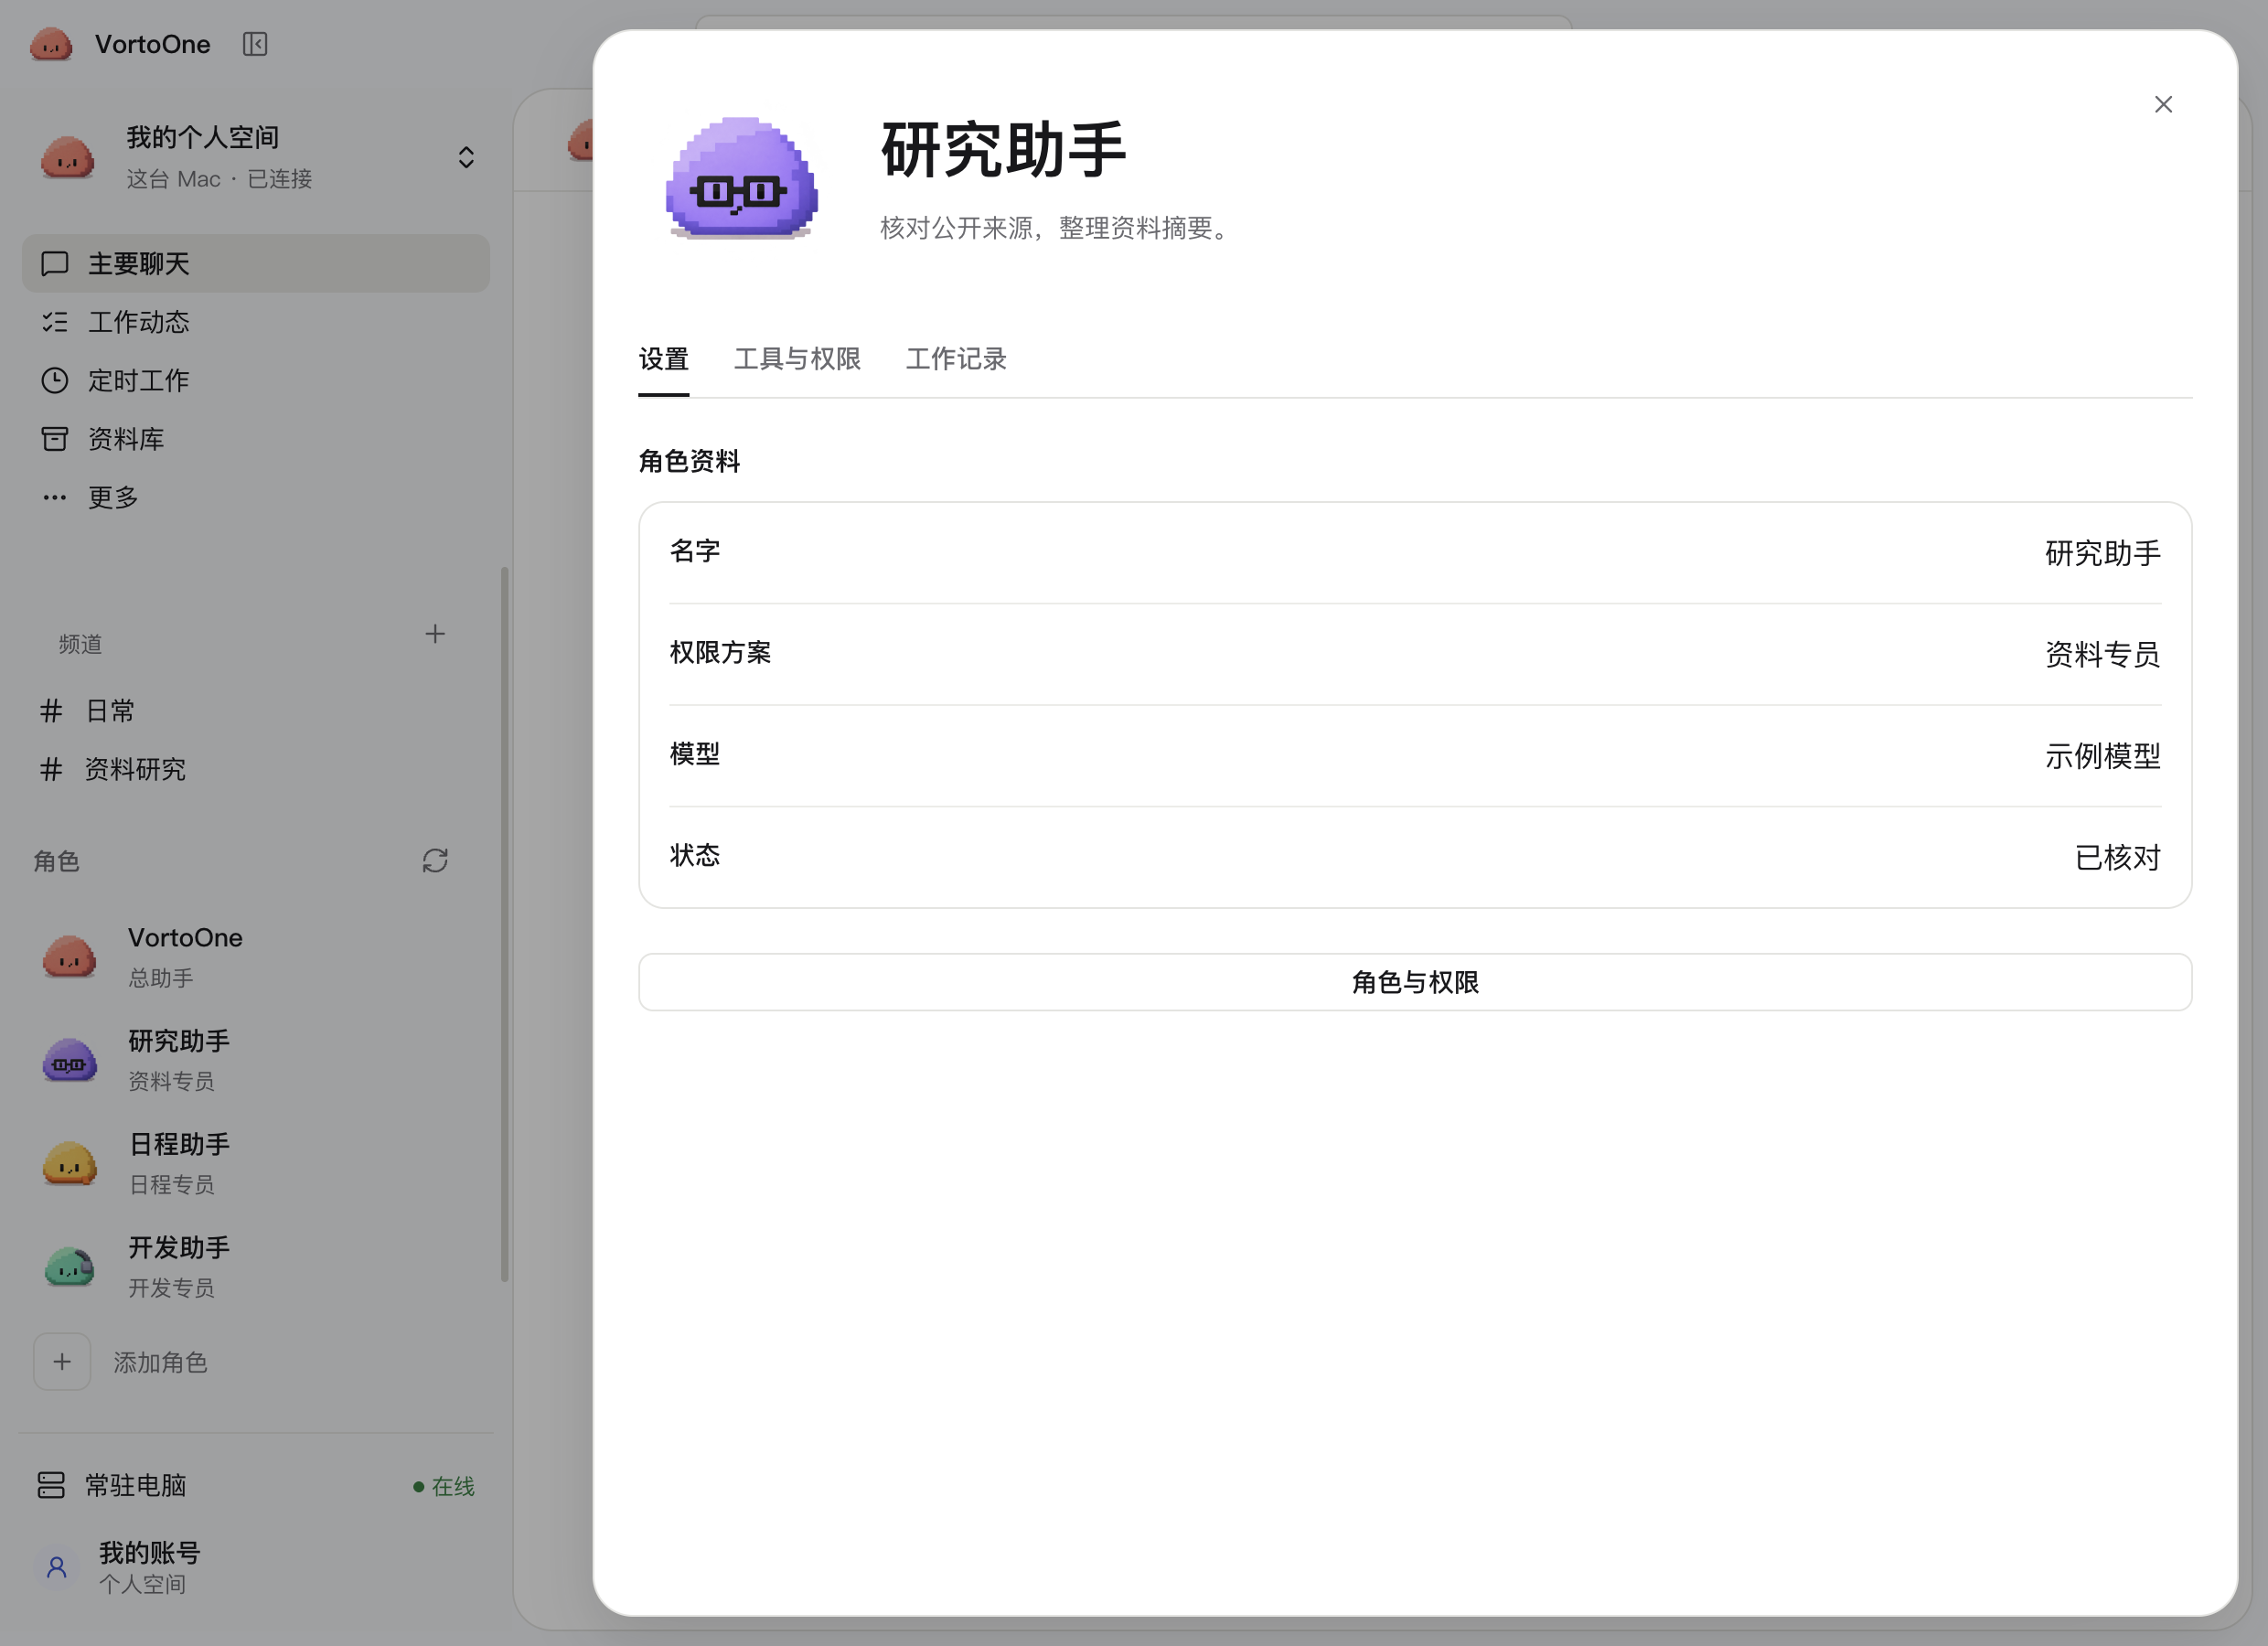 VortoOne
我的个人空间
这台 Mac · 已连接
主要聊天
工作动态
定时工作
资料库
更多
频道
# 日常
# 资料研究
角色
VortoOne
总助手
研究助手
资料专员
日程助手
日程专员
开发助手
开发专员
添加角色
常驻电脑
在线
我的账号
个人空间
研究助手
核对公开来源，整理资料摘要。
设置 工具与权限 工作记录
角色资料
名字 研究助手
权限方案 资料专员
模型 示例模型
状态 已核对
角色与权限